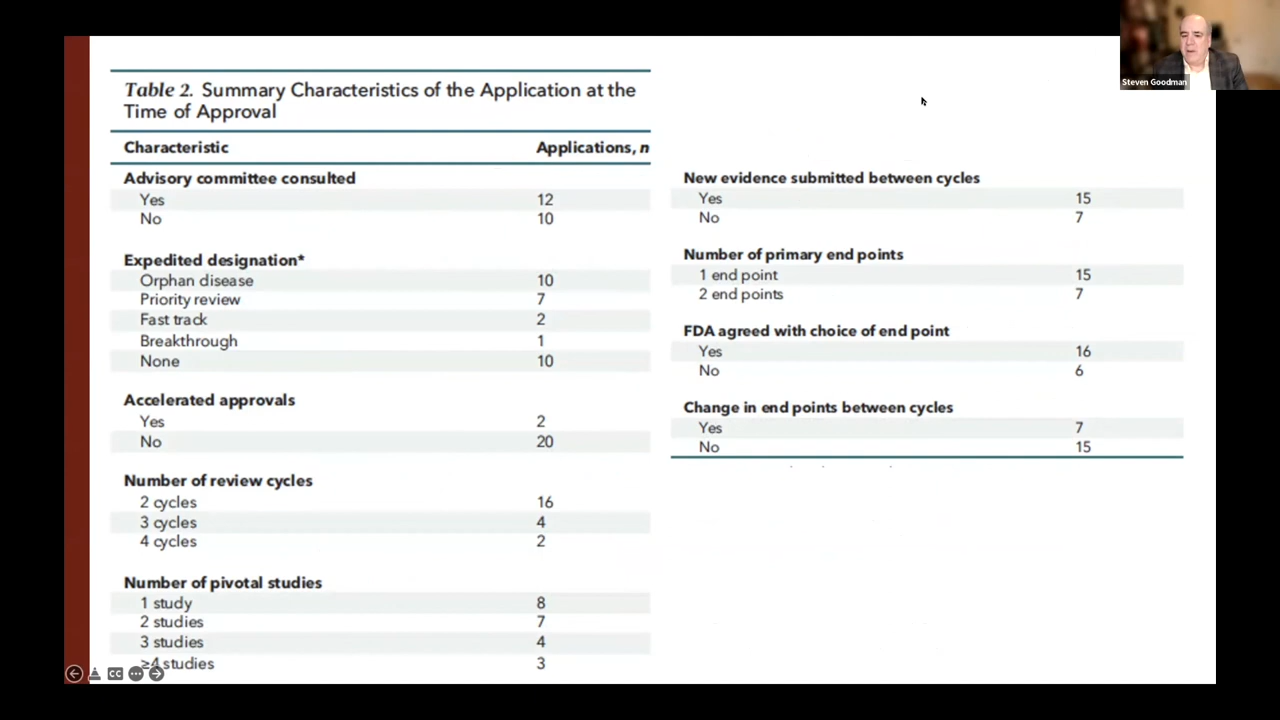 Steven Goodman
Table 2. Summary Characteristics of the Application at the
Time of Approval
Characteristic Applications, n
Advisory committee consulted
Yes 12
No 10
Expedited designation*
Orphan disease 10
Priority review 7
Fast track 2
Breakthrough 1
None 10
Accelerated approvals
Yes 2
No 20
Number of review cycles
2 cycles 16
3 cycles 4
4 cycles 2
Number of pivotal studies
1 study 8
2 studies 7
3 studies 4
≥4 studies 3
New evidence submitted between cycles
Yes 15
No 7
Number of primary end points
1 end point 15
2 end points 7
FDA agreed with choice of end point
Yes 16
No 6
Change in end points between cycles
Yes 7
No 15
CC